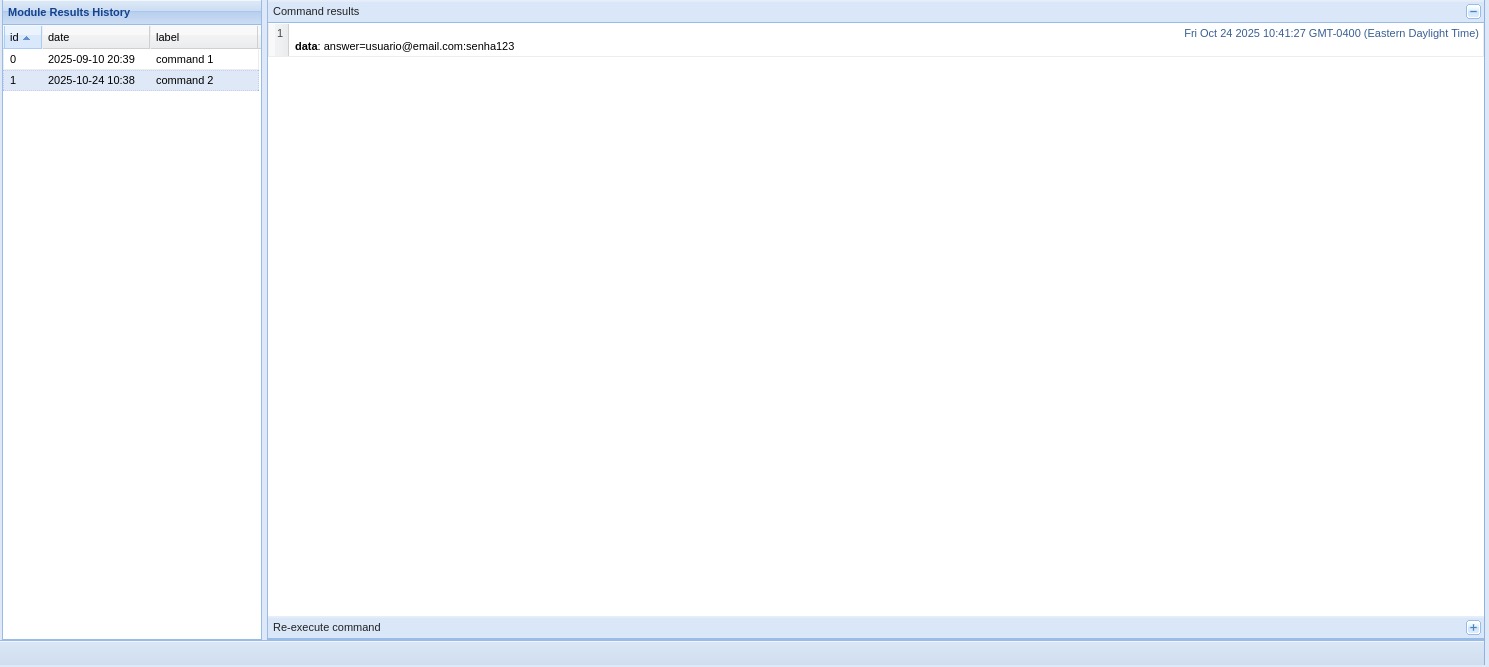 Module Results History
id date label
0 2025-09-10 20:39 command 1
1 2025-10-24 10:38 command 2
Command results
1 Fri Oct 24 2025 10:41:27 GMT-0400 (Eastern Daylight Time)
data: answer=usuario@email.com:senha123
Re-execute command